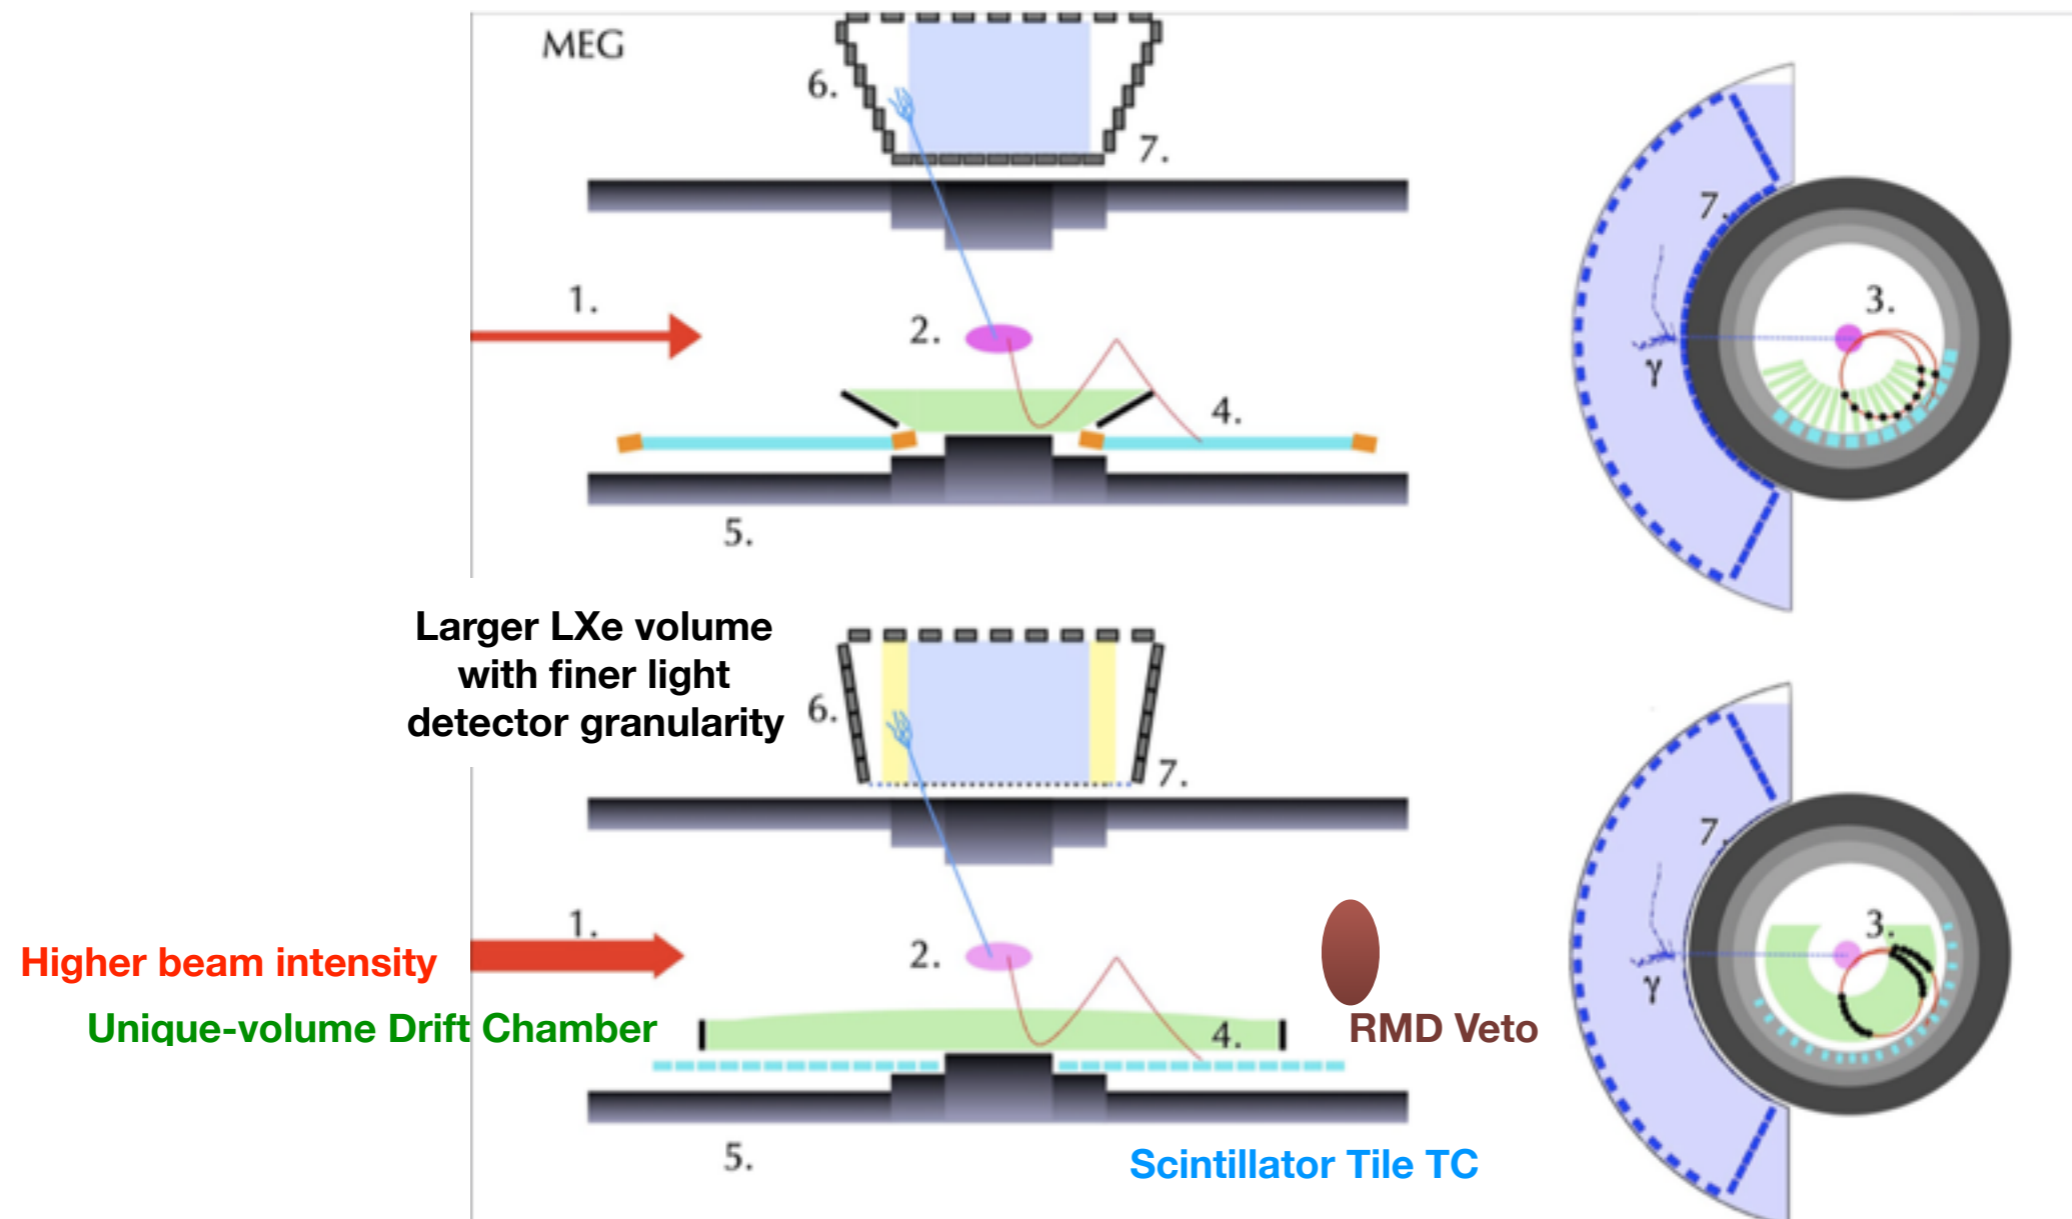 MEG
6.
7.
7.
1.
2.
3.
γ
4.
5.
Larger LXe volume
with finer light
detector granularity
6.
7.
7.
1.
Higher beam intensity
2.
3.
γ
Unique-volume Drift Chamber
4.
RMD Veto
5.
Scintillator Tile TC